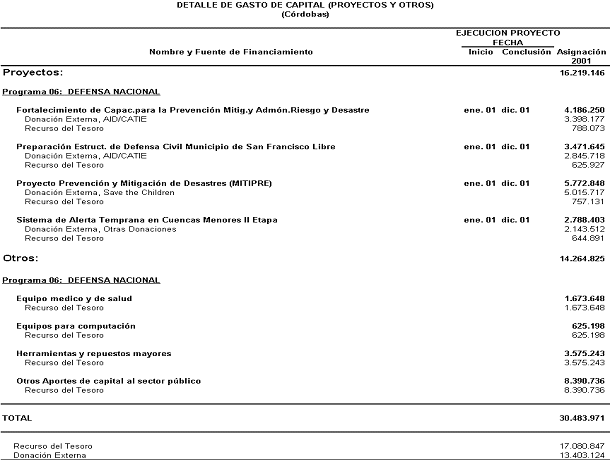 DETALLE DE GASTO DE CAPITAL (PROYECTOS Y OTROS)
(Córdobas)
EJECUCION PROYECTO
FECHA
Nombre y Fuente de Financiamiento Inicio Conclusión Asignación
2001
Proyectos: 16.219.146
Programa 06: DEFENSA NACIONAL
Fortalecimiento de Capac.para la Prevención Mitig.y Admón.Riesgo y Desastre ene. 01 dic. 01 4.186.250
Donación Externa, AID/CATIE 3.398.177
Recurso del Tesoro 788.073
Preparación Estruct. de Defensa Civil Municipio de San Francisco Libre ene. 01 dic. 01 3.471.645
Donación Externa, AID/CATIE 2.845.718
Recurso del Tesoro 625.927
Proyecto Prevención y Mitigación de Desastres (MITIPRE) ene. 01 dic. 01 5.772.848
Donación Externa, Save the Children 5.015.717
Recurso del Tesoro 757.131
Sistema de Alerta Temprana en Cuencas Menores II Etapa ene. 01 dic. 01 2.788.403
Donación Externa, Otras Donaciones 2.143.512
Recurso del Tesoro 644.891
Otros: 14.264.825
Programa 06: DEFENSA NACIONAL
Equipo medico y de salud 1.673.648
Recurso del Tesoro 1.673.648
Equipos para computación 625.198
Recurso del Tesoro 625.198
Herramientas y repuestos mayores 3.575.243
Recurso del Tesoro 3.575.243
Otros Aportes de capital al sector público 8.390.736
Recurso del Tesoro 8.390.736
TOTAL 30.483.971
Recurso del Tesoro 17.080.847
Donación Externa 13.403.124